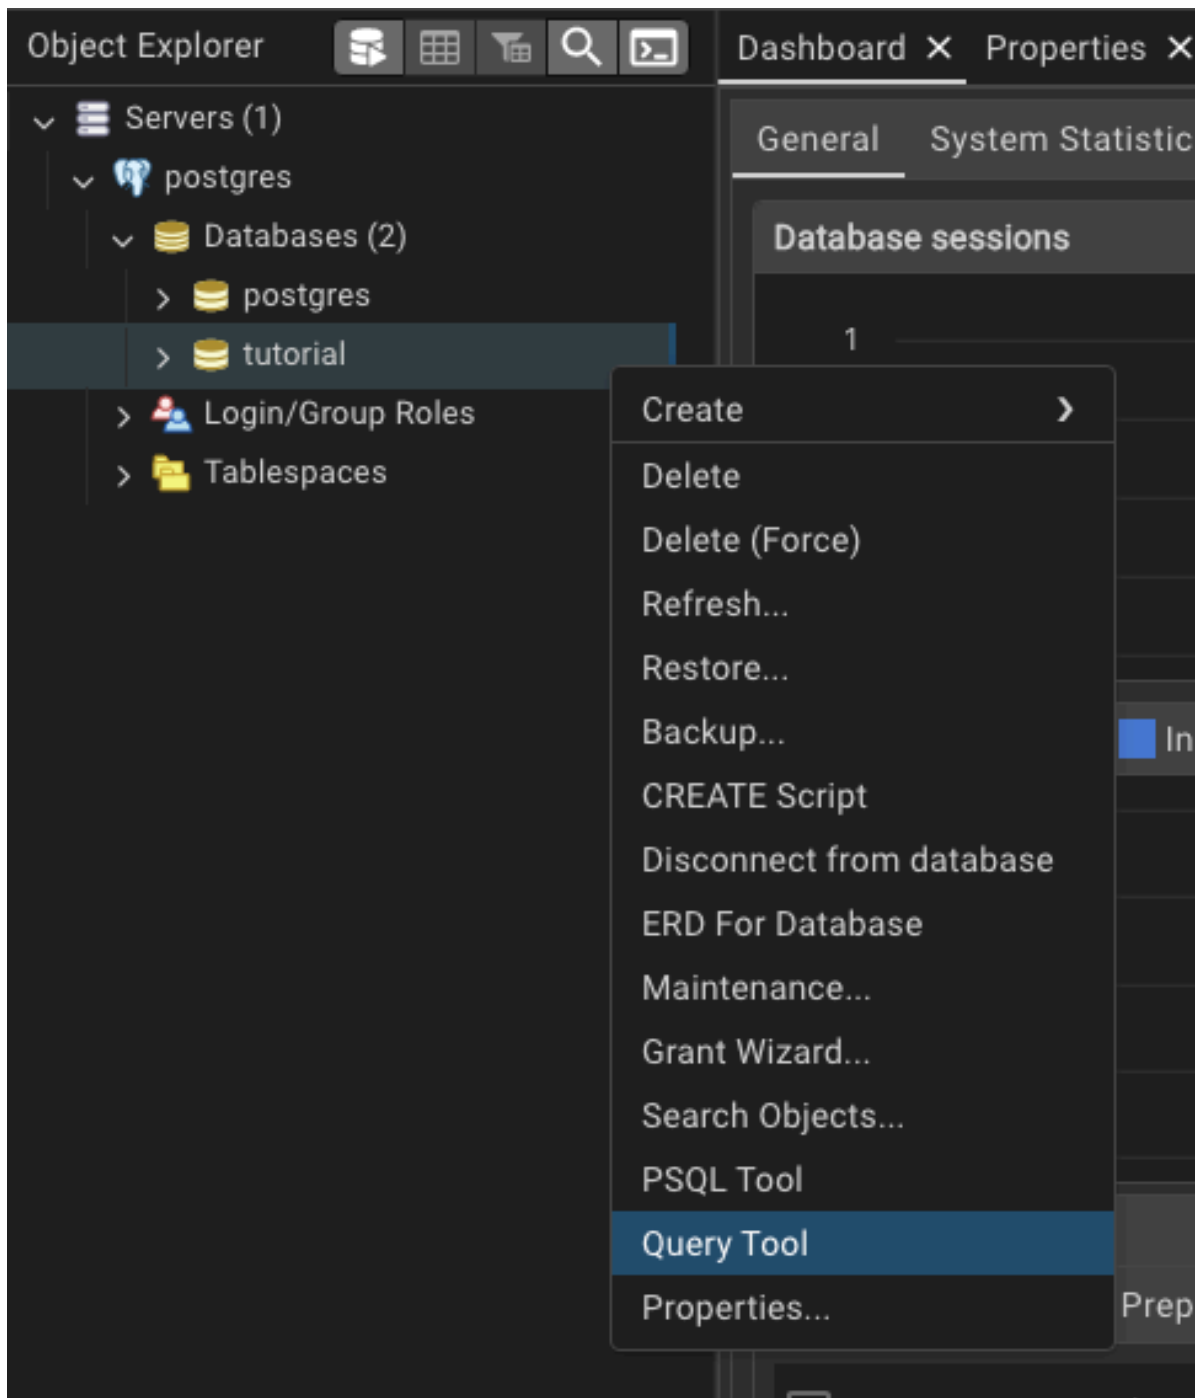 Object Explorer
Servers (1)
postgres
Databases (2)
postgres
tutorial
Login/Group Roles
Tablespaces
Dashboard Properties
General System Statistic
Database sessions
1
Create
Delete
Delete (Force)
Refresh...
Restore...
Backup...
CREATE Script
Disconnect from database
ERD For Database
Maintenance...
Grant Wizard...
Search Objects...
PSQL Tool
Query Tool
Properties...
In
Prep